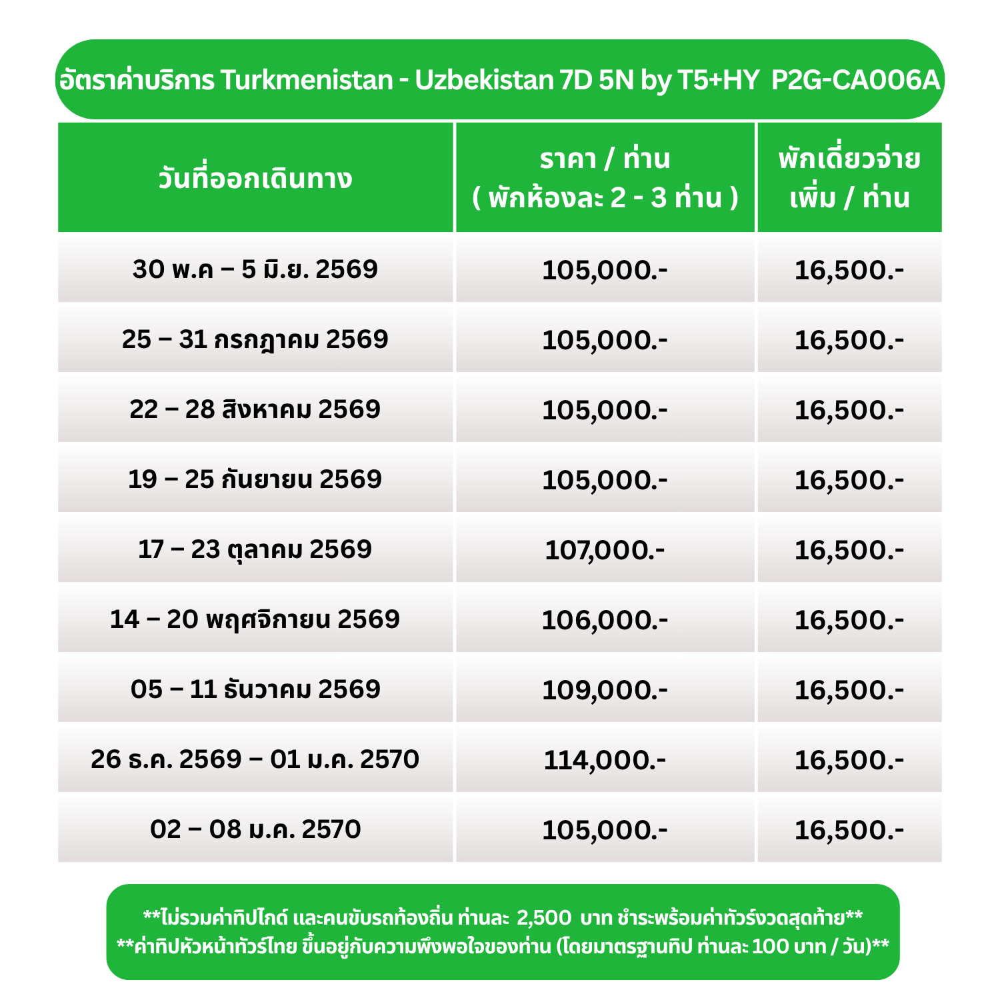 อัตราค่าบริการ Turkmenistan - Uzbekistan 7D 5N by T5+HY P2G-CA006A
วันที่ออกเดินทาง
ราคา / ท่าน
( พักห้องละ 2 - 3 ท่าน )
พักเดี่ยวจ่าย
เพิ่ม / ท่าน
30 พ.ค – 5 มิ.ย. 2569 105,000.- 16,500.-
25 – 31 กรกฎาคม 2569 105,000.- 16,500.-
22 – 28 สิงหาคม 2569 105,000.- 16,500.-
19 – 25 กันยายน 2569 105,000.- 16,500.-
17 – 23 ตุลาคม 2569 107,000.- 16,500.-
14 – 20 พฤศจิกายน 2569 106,000.- 16,500.-
05 – 11 ธันวาคม 2569 109,000.- 16,500.-
26 ธ.ค. 2569 – 01 ม.ค. 2570 114,000.- 16,500.-
02 – 08 ม.ค. 2570 105,000.- 16,500.-
**ไม่รวมค่าทิปไกด์ และคนขับรถท้องถิ่น ท่านละ 2,500 บาท ชำระพร้อมค่าทัวร์งวดสุดท้าย**
**ค่าทิปหัวหน้าทัวร์ไทย ขึ้นอยู่กับความพึงพอใจของท่าน (โดยมาตรฐานทิป ท่านละ 100 บาท / วัน)**